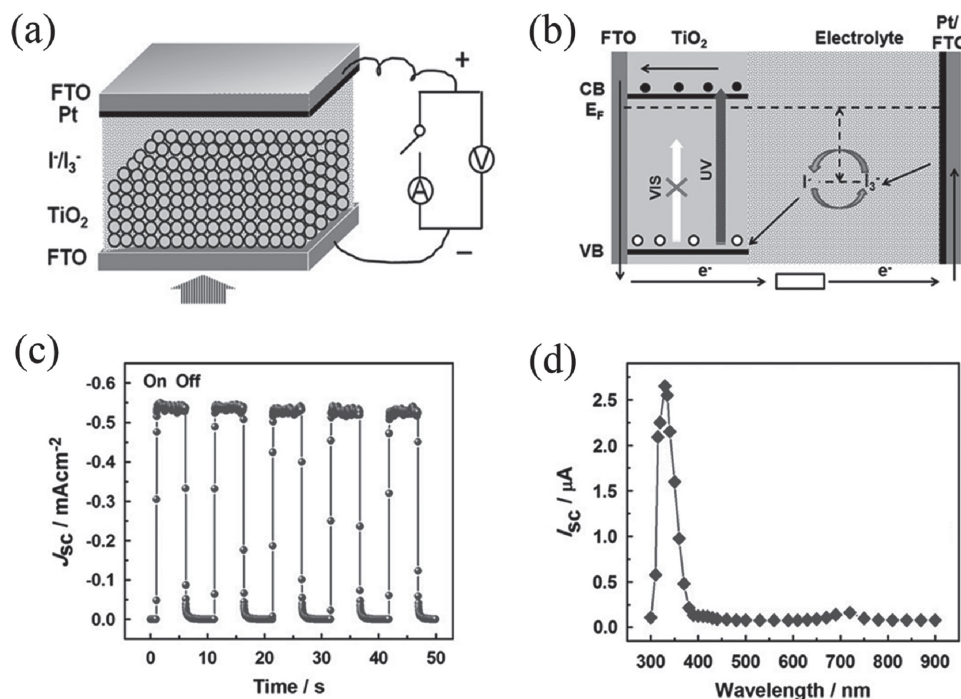 (a)
FTO
Pt
I⁻/I₃⁻
TiO₂
FTO
+
A
V
−
(b)
FTO
TiO₂
Electrolyte
Pt/
FTO
CB
E_F
VIS
UV
I⁻
I₃⁻
VB
e⁻
e⁻
(c)
On Off
-0.6
-0.5
-0.4
-0.3
-0.2
-0.1
0.0
J_SC / mAcm⁻²
0 10 20 30 40 50
Time / s
(d)
2.5
2.0
1.5
1.0
0.5
0.0
I_SC / µA
300 400 500 600 700 800 900
Wavelength / nm